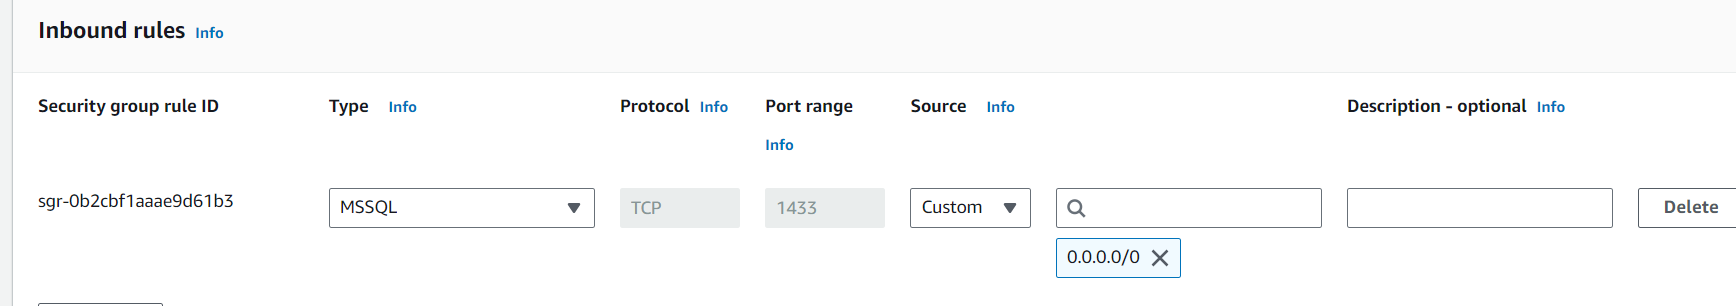 Inbound rules Info
Security group rule ID Type Info Protocol Info Port range Info Source Info Description - optional Info
sgr-0b2cbf1aaae9d61b3 MSSQL TCP 1433 Custom Delete
0.0.0.0/0